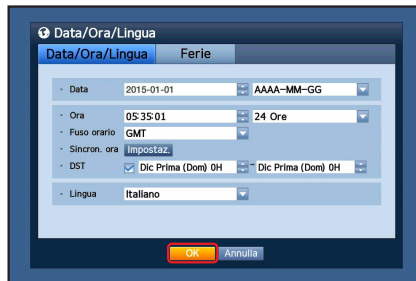 Data/Ora/Lingua
Data/Ora/Lingua Ferie
· Data 2015-01-01 AAAA-MM-GG
· Ora 05:35:01 24 Ore
· Fuso orario GMT
· Sincron. ora Impostaz.
· DST Dic Prima (Dom) 0H - Dic Prima (Dom) 0H
· Lingua Italiano
OK Annulla